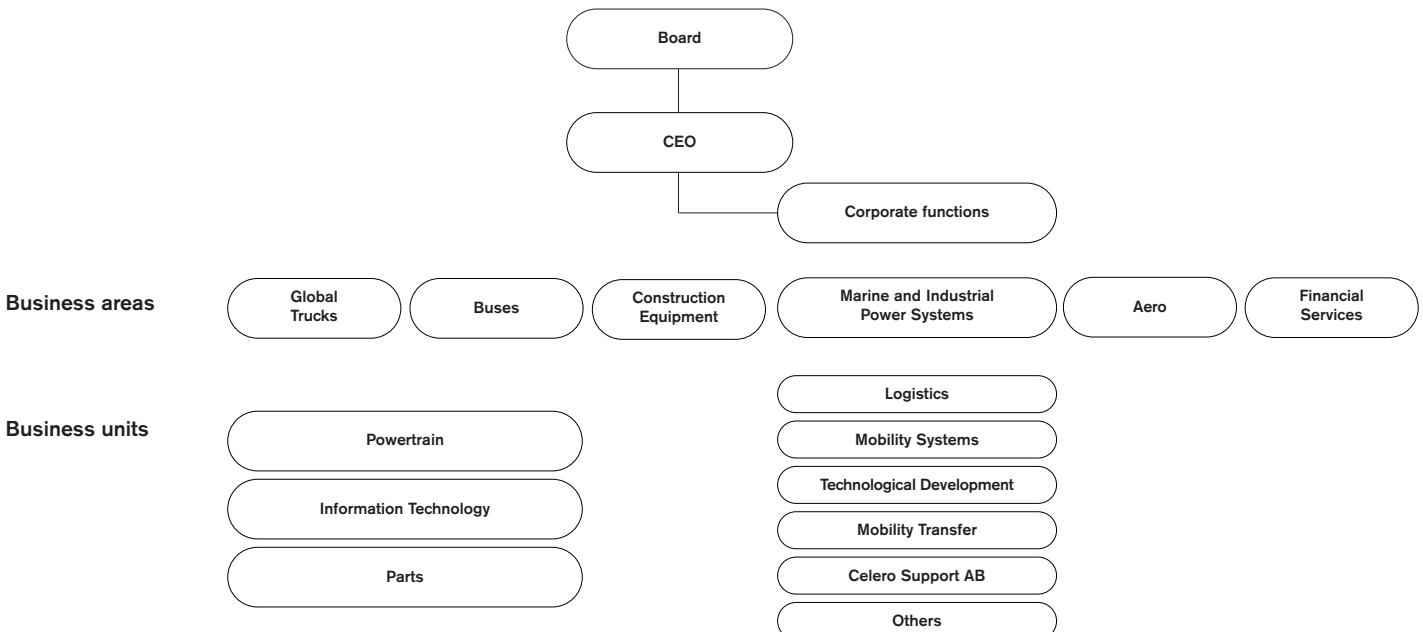 Board
CEO
Corporate functions
Business areas
Global
Trucks
Buses
Construction
Equipment
Marine and Industrial
Power Systems
Aero
Financial
Services
Business units
Powertrain
Information Technology
Parts
Logistics
Mobility Systems
Technological Development
Mobility Transfer
Celero Support AB
Others